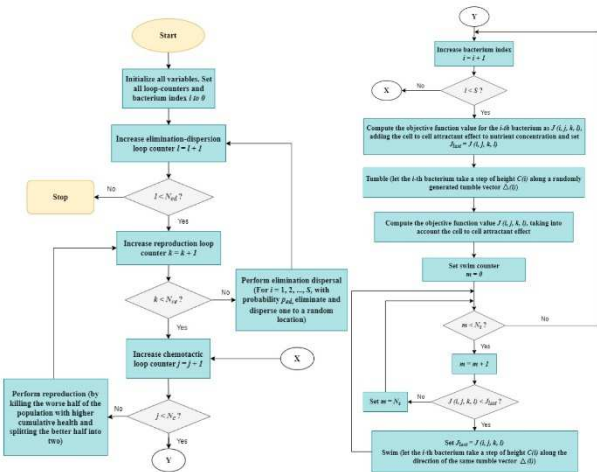 Start
Initialize all variables. Set
all loop-counters and
bacterium index i to 0
Increase elimination-dispersion
loop counter l = l + 1
l < Ned ?
No
Stop
Yes
Increase reproduction loop
counter k = k + 1
k < Nre ?
No
Perform elimination dispersal
(For i = 1, 2, ..., S, with
probability Ped, eliminate and
disperse one to a random
location)
Yes
Increase chemotactic
loop counter j = j + 1
X
j < Nc ?
No
Perform reproduction (by
killing the worse half of the
population with higher
cumulative health and
splitting the better half into
two)
Yes
Y
Y
Increase bacterium index
i = i + 1
i < S ?
No
X
Yes
Compute the objective function value for the i-th bacterium as J (i, j, k, l),
adding the cell to cell attractant effect to nutrient concentration and set
Jlast = J (i, j, k, l).
Tumble (let the i-th bacterium take a step of height C(i) along a randomly
generated tumble vector △(i))
Compute the objective function value J (i, j, k, l), taking into
account the cell to cell attractant effect
Set swim counter
m = 0
m < Ns ?
No
Yes
m = m + 1
J (i, j, k, l) < Jlast ?
No
Set m = Ns
Yes
Set Jlast = J (i, j, k, l)
Swim (let the i-th bacterium take a step of height C(i) along the
direction of the same tumble vector △(i))